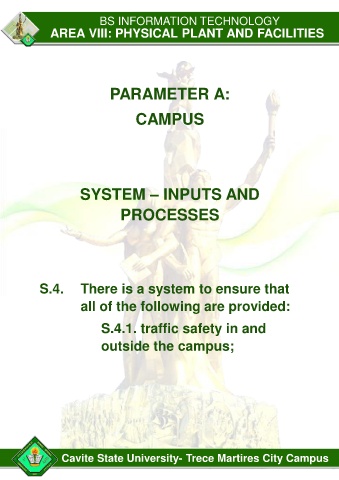 BS INFORMATION TECHNOLOGY
AREA VIII: PHYSICAL PLANT AND FACILITIES
PARAMETER A:
CAMPUS
SYSTEM – INPUTS AND
PROCESSES
S.4. There is a system to ensure that
all of the following are provided:
S.4.1. traffic safety in and
outside the campus;
Cavite State University- Trece Martires City Campus